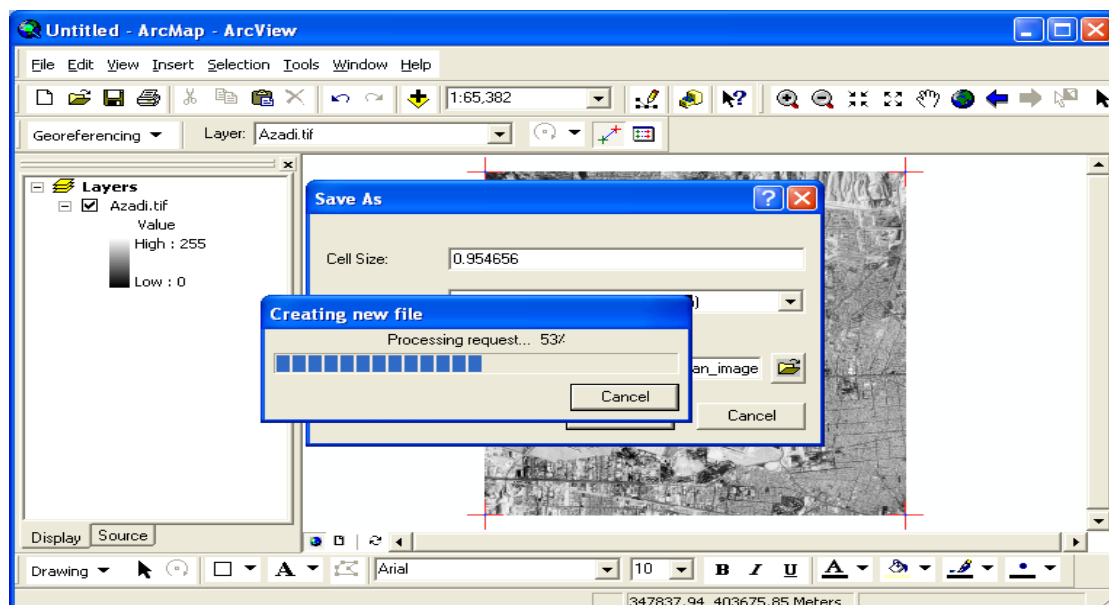 Untitled - ArcMap - ArcView
File Edit View Insert Selection Tools Window Help
1:65,382
Georeferencing Layer: Azadi.tif
Layers
Azadi.tif
Value
High : 255
Low : 0
Save As
Cell Size: 0.954656
Creating new file
Processing request... 53%
Cancel
an_image
Cancel
Display Source
Drawing A Arial 10 B I U A
347837.94 403675.85 Meters